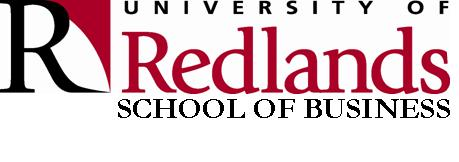 UNIVERSITY OF
R Redlands
SCHOOL OF BUSINESS